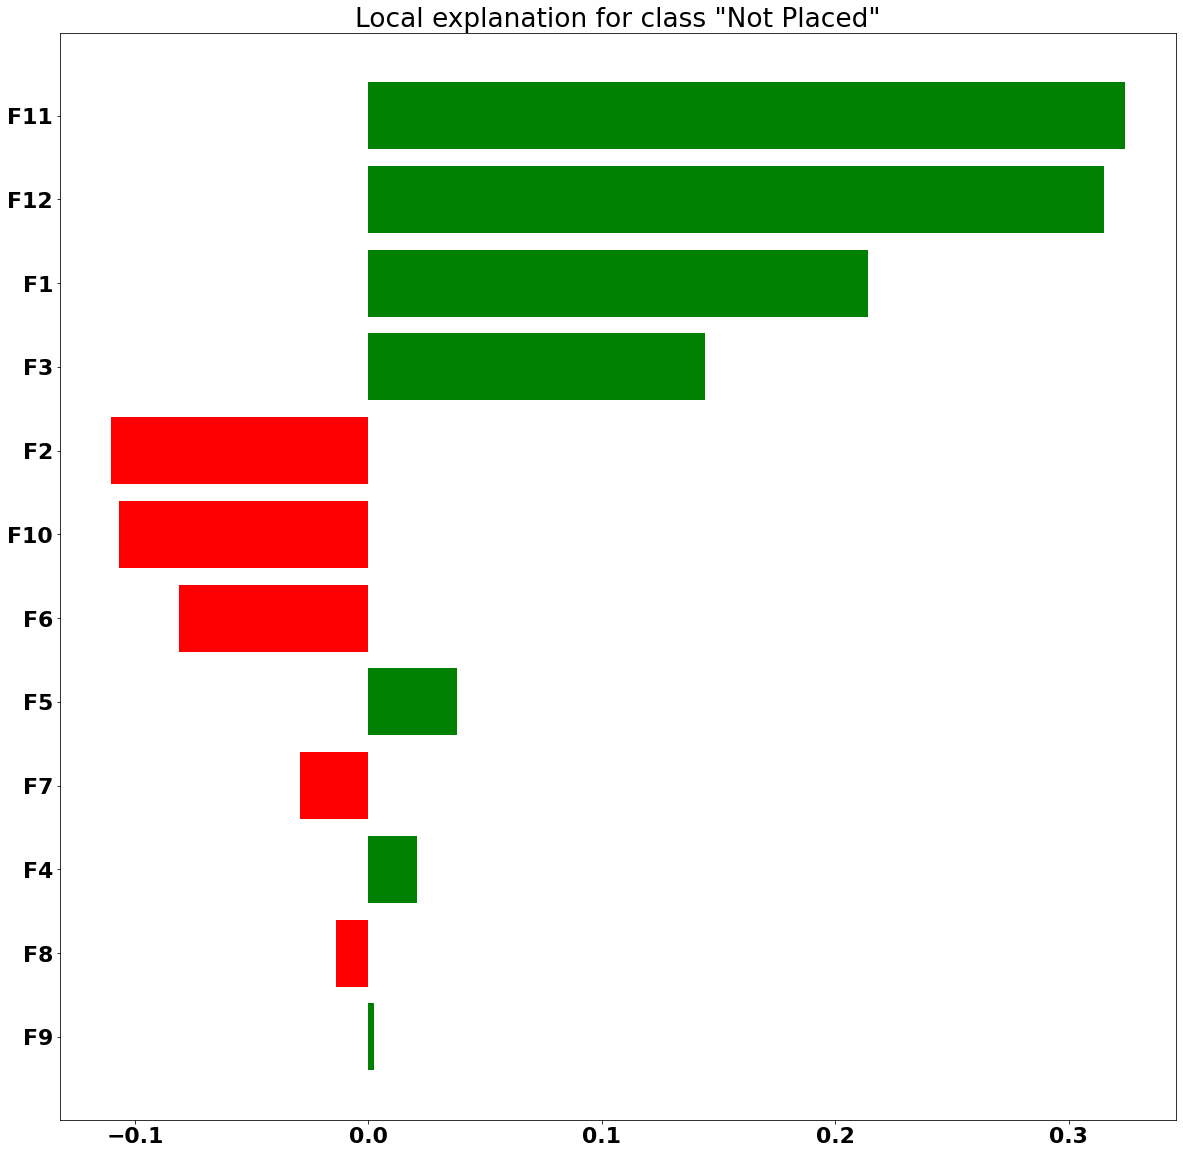 Local explanation for class "Not Placed"
F11
F12
F1
F3
F2
F10
F6
F5
F7
F4
F8
F9
−0.1 0.0 0.1 0.2 0.3